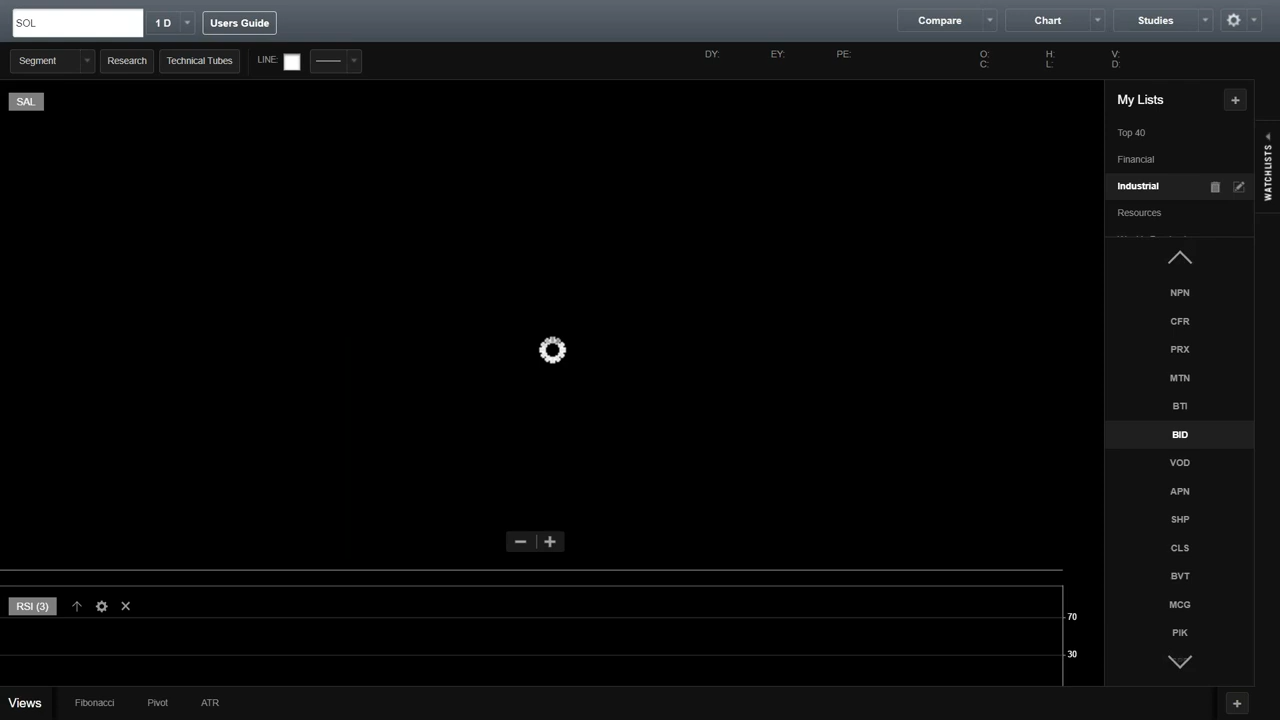 SOL
1 D
Users Guide
Compare
Chart
Studies
Segment
Research
Technical Tubes
LINE:
DY:
EY:
PE:
O:
H:
V:
C:
L:
D:
SAL
My Lists
Top 40
Financial
Industrial
Resources
WATCHLISTS
NPN
CFR
PRX
MTN
BTI
BID
VOD
APN
SHP
CLS
BVT
MCG
PIK
RSI (3)
70
30
Views
Fibonacci
Pivot
ATR